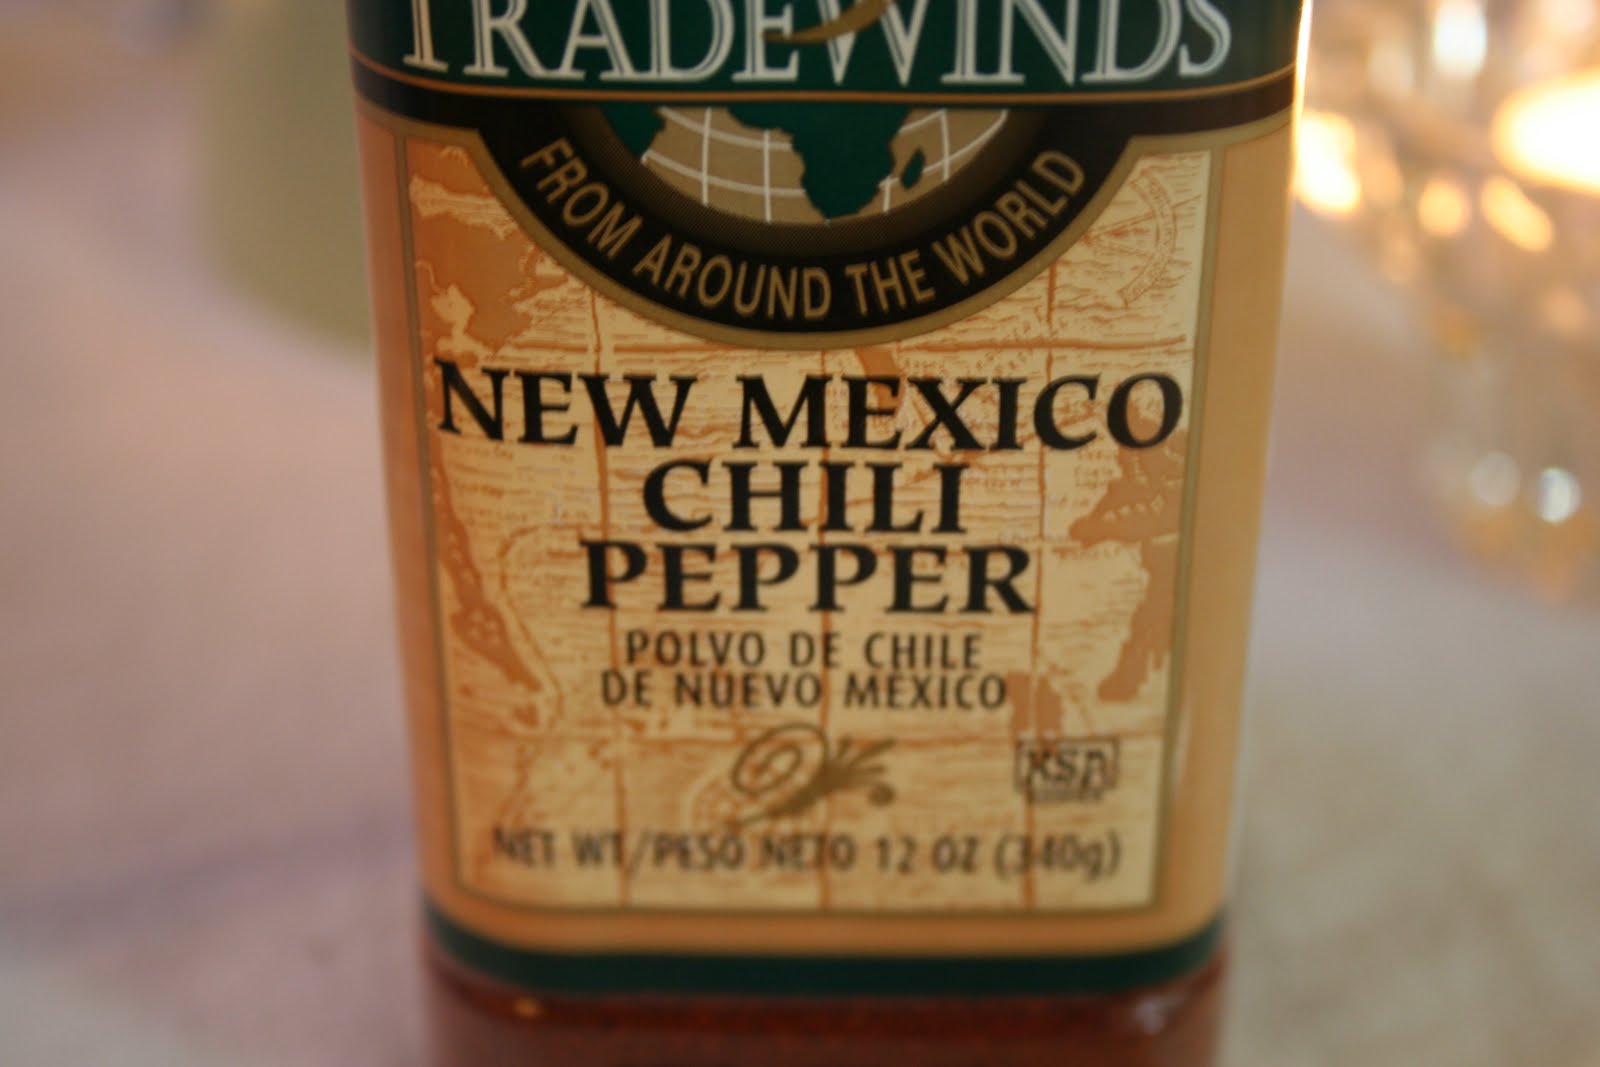 TRADEWINDS
FROM AROUND THE WORLD
NEW MEXICO
CHILI
PEPPER
POLVO DE CHILE
DE NUEVO MEXICO
KSA
NET WT/PESO NETO 12 OZ (340g)